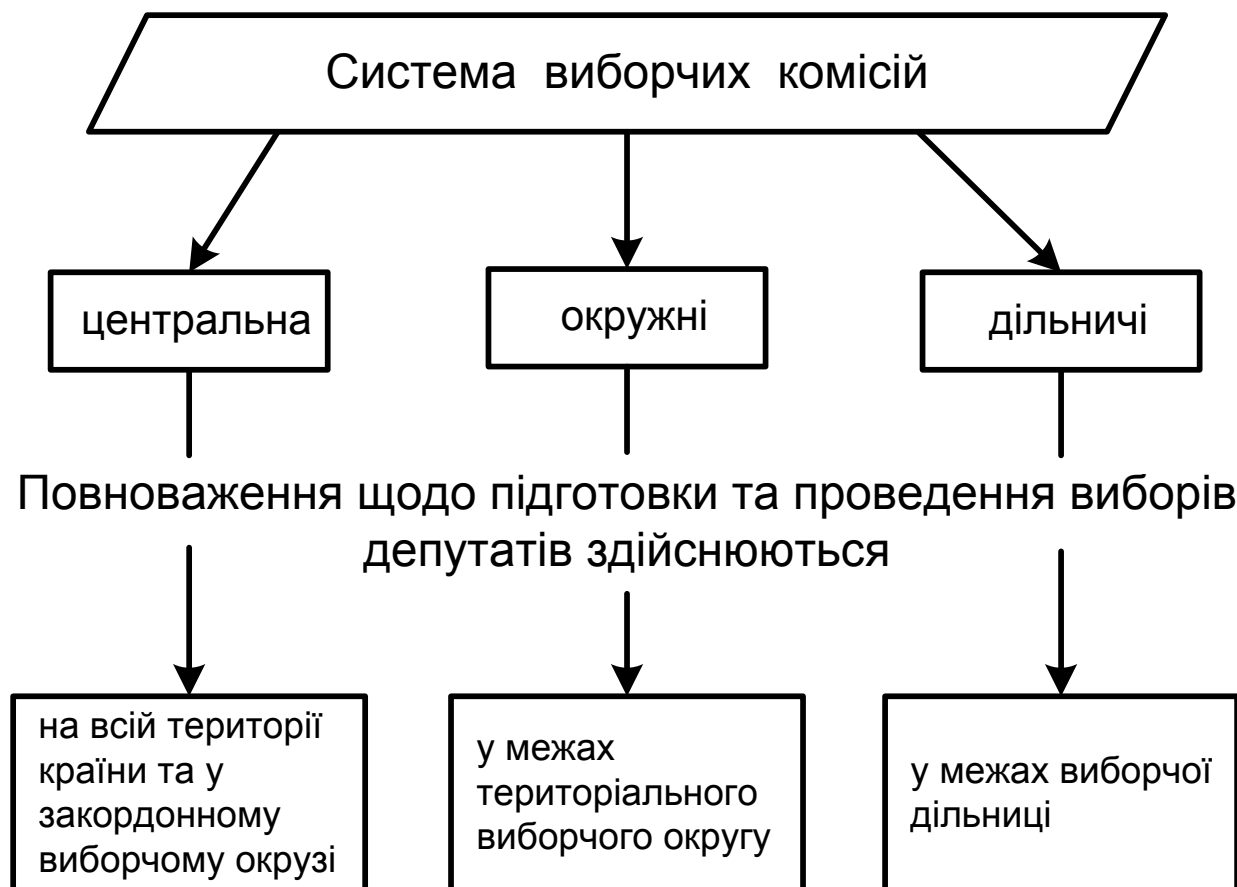 Система виборчих комісій
центральна
окружні
дільничі
Повноваження щодо підготовки та проведення виборів
депутатів здійснюються
на всій території
країни та у
закордонному
виборчому окрузі
у межах
територіального
виборчого округу
у межах виборчої
дільниці